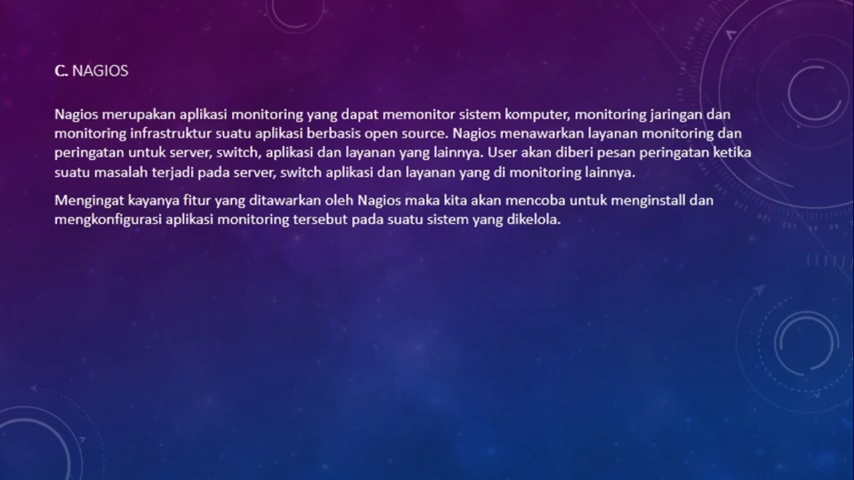 C. NAGIOS
Nagios merupakan aplikasi monitoring yang dapat memonitor sistem komputer, monitoring jaringan dan
monitoring infrastruktur suatu aplikasi berbasis open source. Nagios menawarkan layanan monitoring dan
peringatan untuk server, switch, aplikasi dan layanan yang lainnya. User akan diberi pesan peringatan ketika
suatu masalah terjadi pada server, switch aplikasi dan layanan yang di monitoring lainnya.
Mengingat kayanya fitur yang ditawarkan oleh Nagios maka kita akan mencoba untuk menginstall dan
mengkonfigurasi aplikasi monitoring tersebut pada suatu sistem yang dikelola.